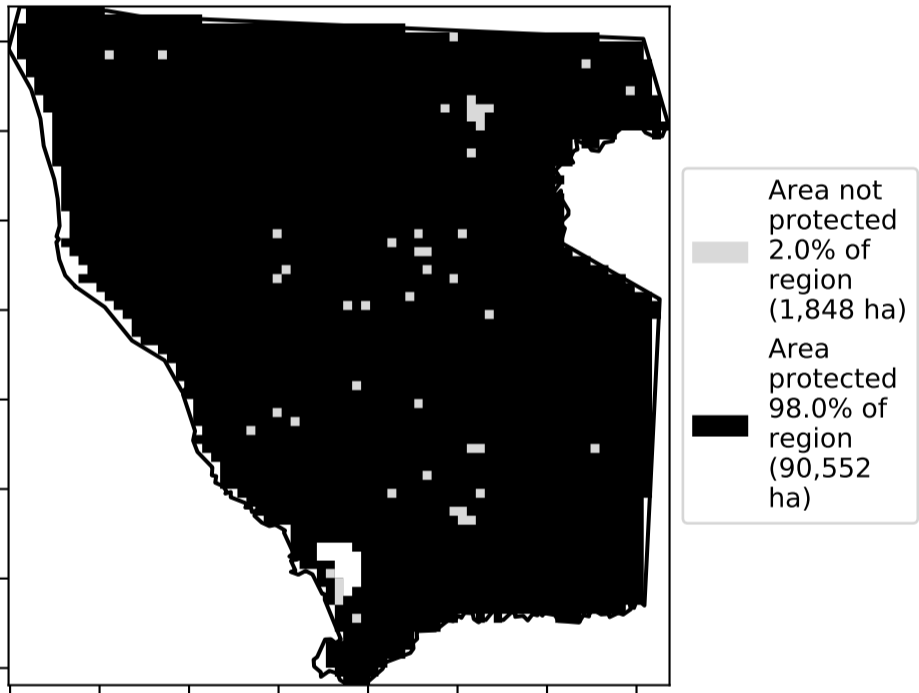 Area not
protected
2.0% of
region
(1,848 ha)
Area
protected
98.0% of
region
(90,552
ha)